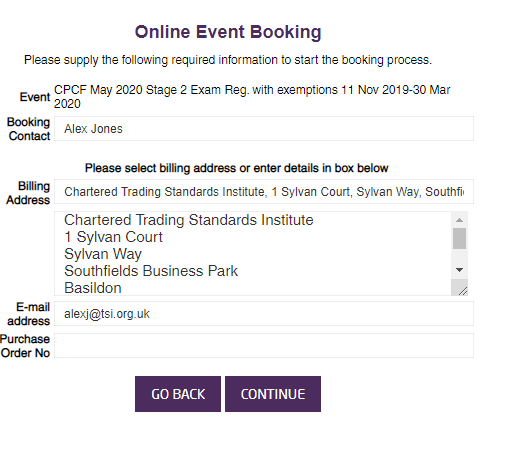 Online Event Booking
Please supply the following required information to start the booking process.
Event
CPCF May 2020 Stage 2 Exam Reg. with exemptions 11 Nov 2019-30 Mar
2020
Booking
Contact
Alex Jones
Please select billing address or enter details in box below
Billing
Address
Chartered Trading Standards Institute, 1 Sylvan Court, Sylvan Way, Southfi
Chartered Trading Standards Institute
1 Sylvan Court
Sylvan Way
Southfields Business Park
Basildon
E-mail
address
alexj@tsi.org.uk
Purchase
Order No
GO BACK
CONTINUE